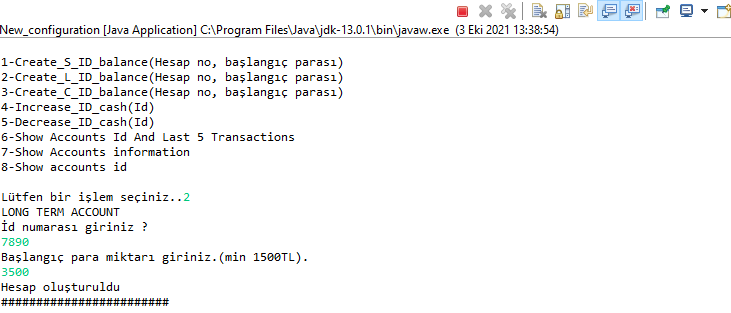 New_configuration [Java Application] C:\Program Files\Java\jdk-13.0.1\bin\javaw.exe (3 Eki 2021 13:38:54)
1-Create_S_ID_balance(Hesap no, başlangıç parası)
2-Create_L_ID_balance(Hesap no, başlangıç parası)
3-Create_C_ID_balance(Hesap no, başlangıç parası)
4-Increase_ID_cash(Id)
5-Decrease_ID_cash(Id)
6-Show Accounts Id And Last 5 Transactions
7-Show Accounts information
8-Show accounts id
Lütfen bir işlem seçiniz..2
LONG TERM ACCOUNT
İd numarası giriniz ?
7890
Başlangıç para miktarı giriniz.(min 1500TL).
3500
Hesap oluşturuldu
########################